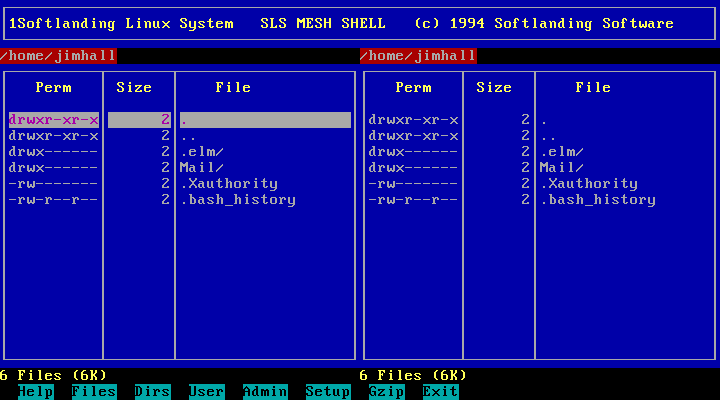 1Softlanding Linux System SLS MESH SHELL (c) 1994 Softlanding Software
/home/jimhall /home/jimhall
Perm Size File Perm Size File
drwxr-xr-x 2 . drwxr-xr-x 2 .
drwxr-xr-x 2 .. drwxr-xr-x 2 ..
drwx------ 2 .elm/ drwx------ 2 .elm/
drwx------ 2 Mail/ drwx------ 2 Mail/
-rw------- 2 .Xauthority -rw------- 2 .Xauthority
-rw-r--r-- 2 .bash_history -rw-r--r-- 2 .bash_history
6 Files (6K) 6 Files (6K)
Help Files Dirs User Admin Setup Gzip Exit